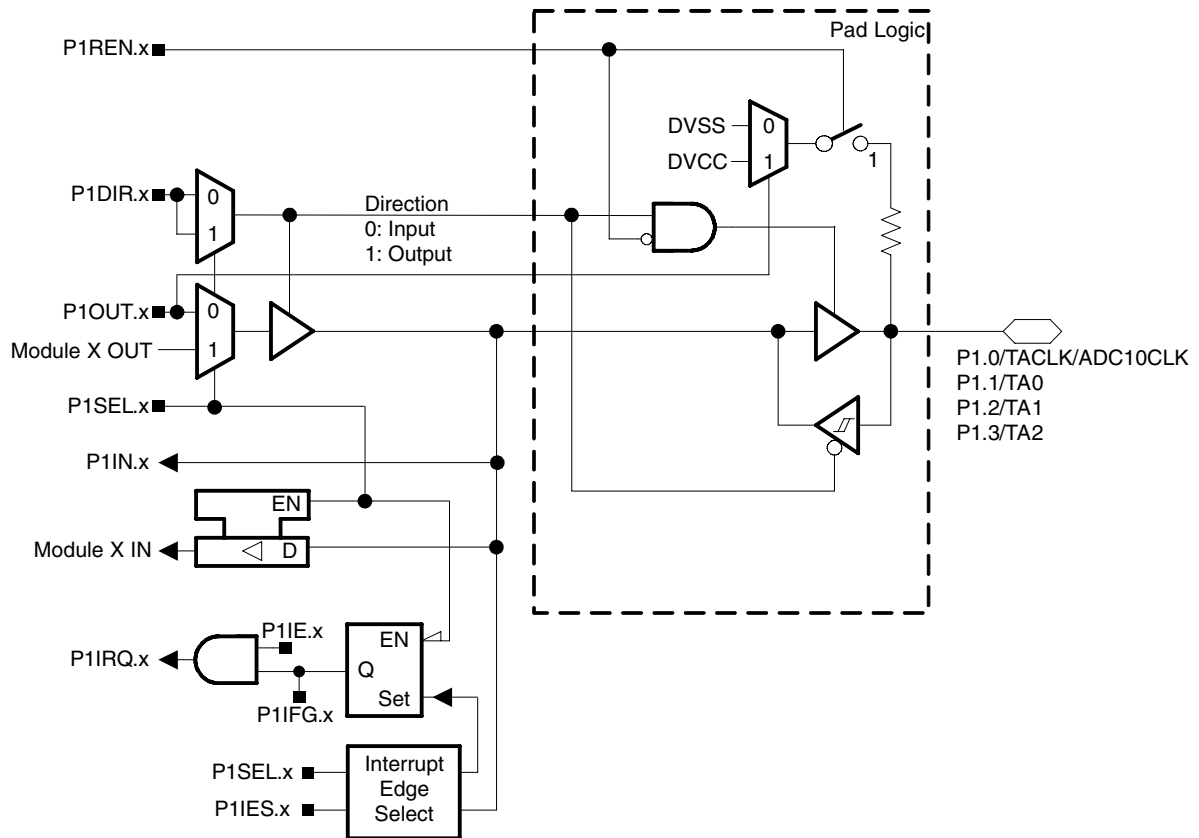 Pad Logic
P1REN.x
DVSS
0
DVCC
1
1
P1DIR.x
0
1
Direction
0: Input
1: Output
P1OUT.x
0
Module X OUT
1
P1SEL.x
P1.0/TACLK/ADC10CLK
P1.1/TA0
P1.2/TA1
P1.3/TA2
P1IN.x
EN
Module X IN
D
P1IE.x
EN
P1IRQ.x
Q
Set
P1IFG.x
P1SEL.x
P1IES.x
Interrupt
Edge
Select